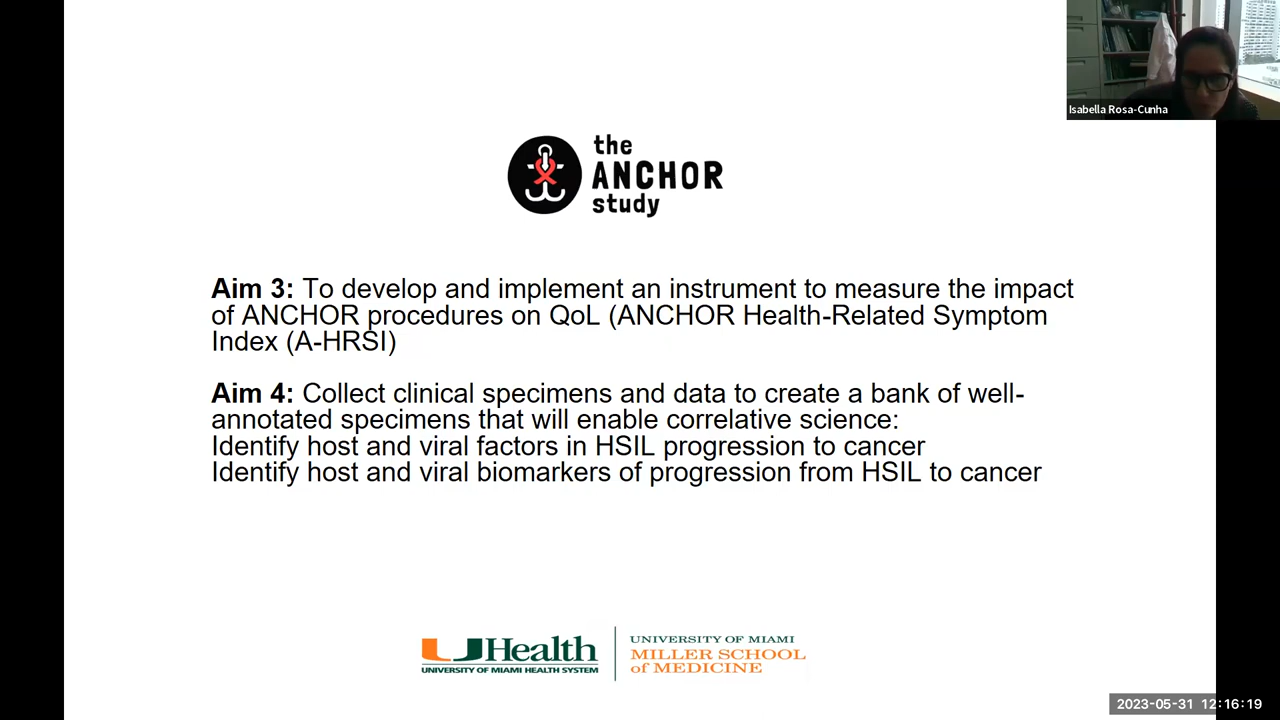 Isabella Rosa-Cunha
the
ANCHOR
study
Aim 3: To develop and implement an instrument to measure the impact
of ANCHOR procedures on QoL (ANCHOR Health-Related Symptom
Index (A-HRSI)
Aim 4: Collect clinical specimens and data to create a bank of well-
annotated specimens that will enable correlative science:
Identify host and viral factors in HSIL progression to cancer
Identify host and viral biomarkers of progression from HSIL to cancer
UHealth
UNIVERSITY OF MIAMI HEALTH SYSTEM
UNIVERSITY OF MIAMI
MILLER SCHOOL
of MEDICINE
2023-05-31 12:16:19